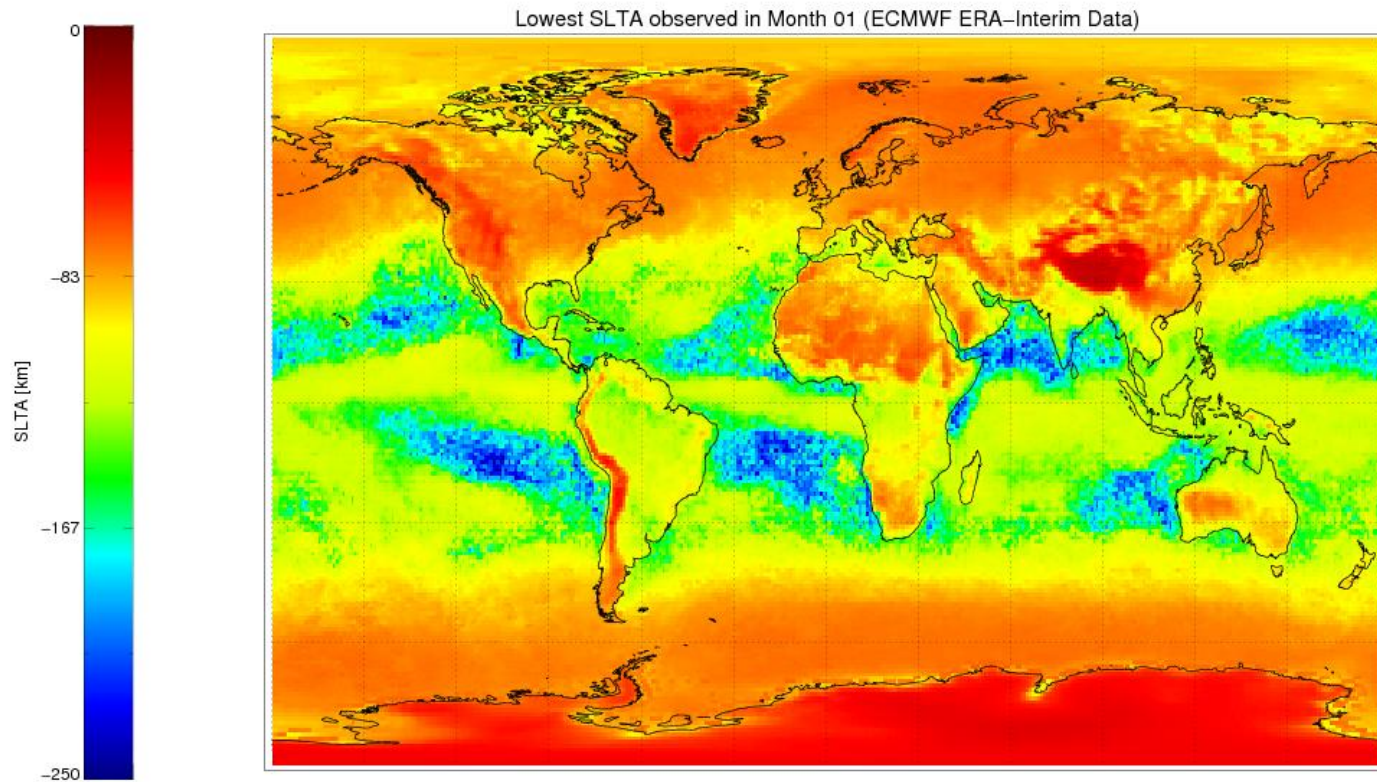 Lowest SLTA observed in Month 01 (ECMWF ERA−Interim Data)
0
−83
−167
−250
SLTA [km]